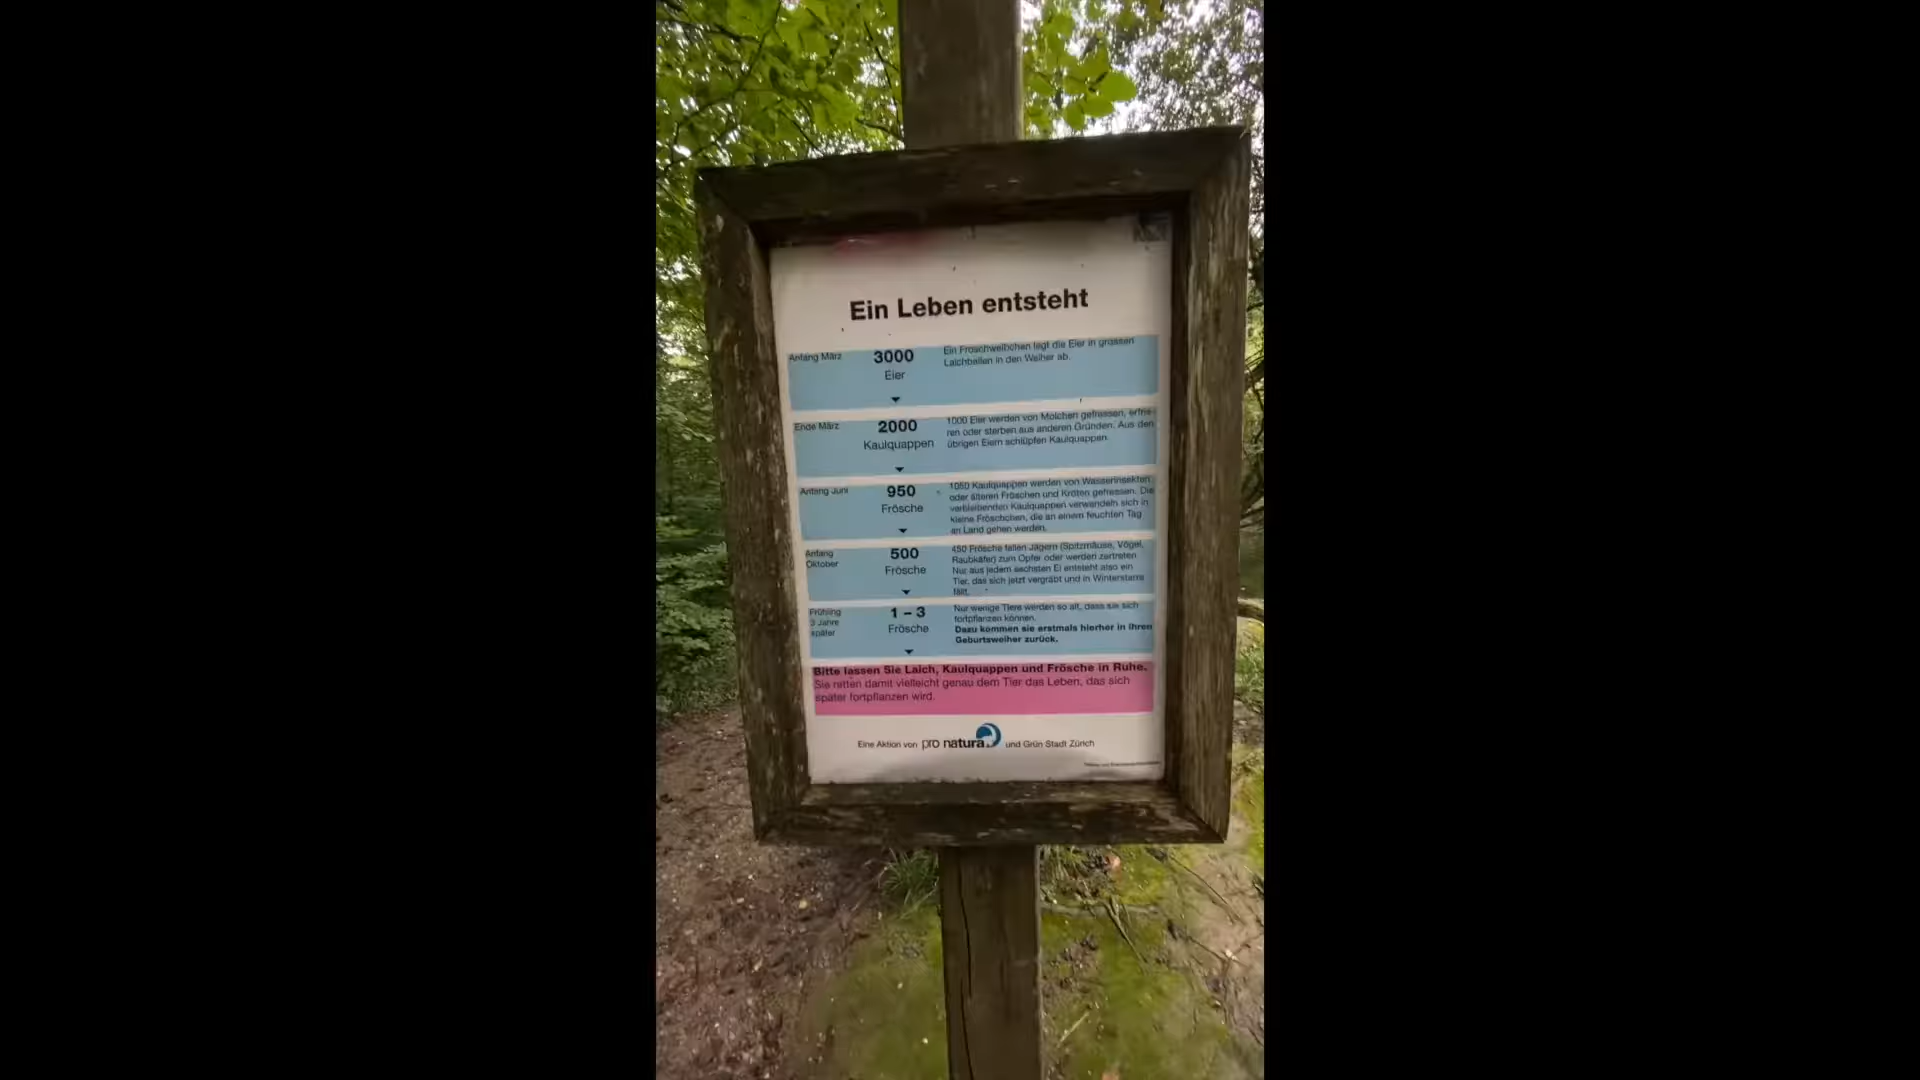 Ein Leben entsteht
Anfang März
3000
Eier
Ein Froschweibchen legt die Eier in grossen
Laichballen in den Weiher ab.
Ende März
2000
Kaulquappen
1000 Eier werden von Molchen gefressen, erfrie-
ren oder sterben aus anderen Gründen. Aus den
übrigen Eiern schlüpfen Kaulquappen.
Anfang Juni
950
Frösche
1050 Kaulquappen werden von Wasserinsekten
oder älteren Fröschen und Kröten gefressen. Die
verbleibenden Kaulquappen verwandeln sich in
kleine Fröschchen, die an einem feuchten Tag
an Land gehen werden.
Anfang
Oktober
500
Frösche
450 Frösche fallen Jägern (Spitzmäuse, Vögel,
Raubkäfer) zum Opfer oder werden zertreten
Nur aus jedem sechsten Ei entsteht also ein
Tier, das sich jetzt vergräbt und in Winterstarre
fällt.
Frühling
3 Jahre
später
1 – 3
Frösche
Nur wenige Tiere werden so alt, dass sie sich
fortpflanzen können.
Dazu kommen sie erstmals hierher in ihren
Geburtsweiher zurück.
Bitte lassen Sie Laich, Kaulquappen und Frösche in Ruhe.
Sie retten damit vielleicht genau dem Tier das Leben, das sich
später fortpflanzen wird.
Eine Aktion von pro natura und Grün Stadt Zürich